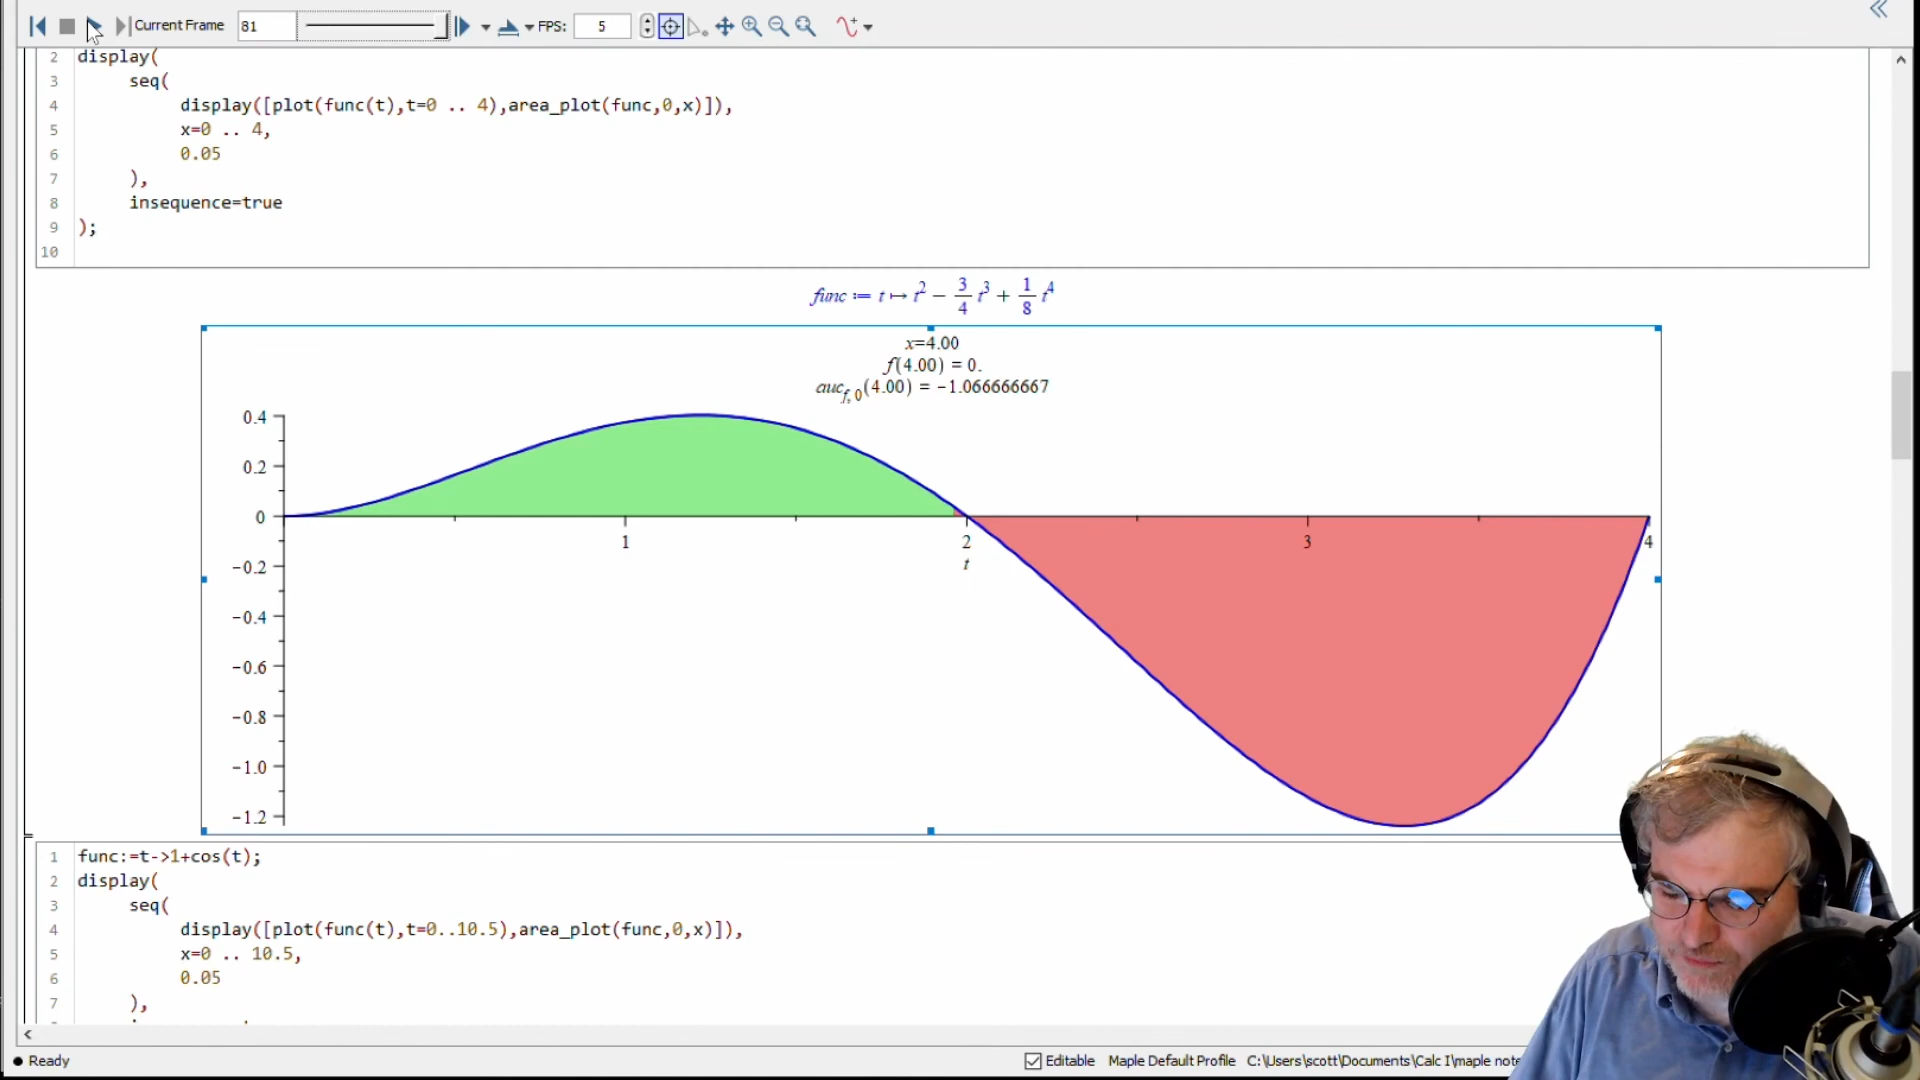 Current Frame 81 FPS: 5
2 display(
3 seq(
4 display([plot(func(t),t=0 .. 4),area_plot(func,0,x)]),
5 x=0 .. 4,
6 0.05
7 ),
8 insequence=true
9 );
10
func := t ↦ t² − 3/4 t³ + 1/8 t⁴
x=4.00
f(4.00) = 0.
auc_{f, 0}(4.00) = −1.066666667
0.4
0.2
0
−0.2
−0.4
−0.6
−0.8
−1.0
−1.2
1 2 3 4
t
1 func:=t->1+cos(t);
2 display(
3 seq(
4 display([plot(func(t),t=0..10.5),area_plot(func,0,x)]),
5 x=0 .. 10.5,
6 0.05
7 ),
Ready Editable Maple Default Profile C:\Users\scott\Documents\Calc I\maple note